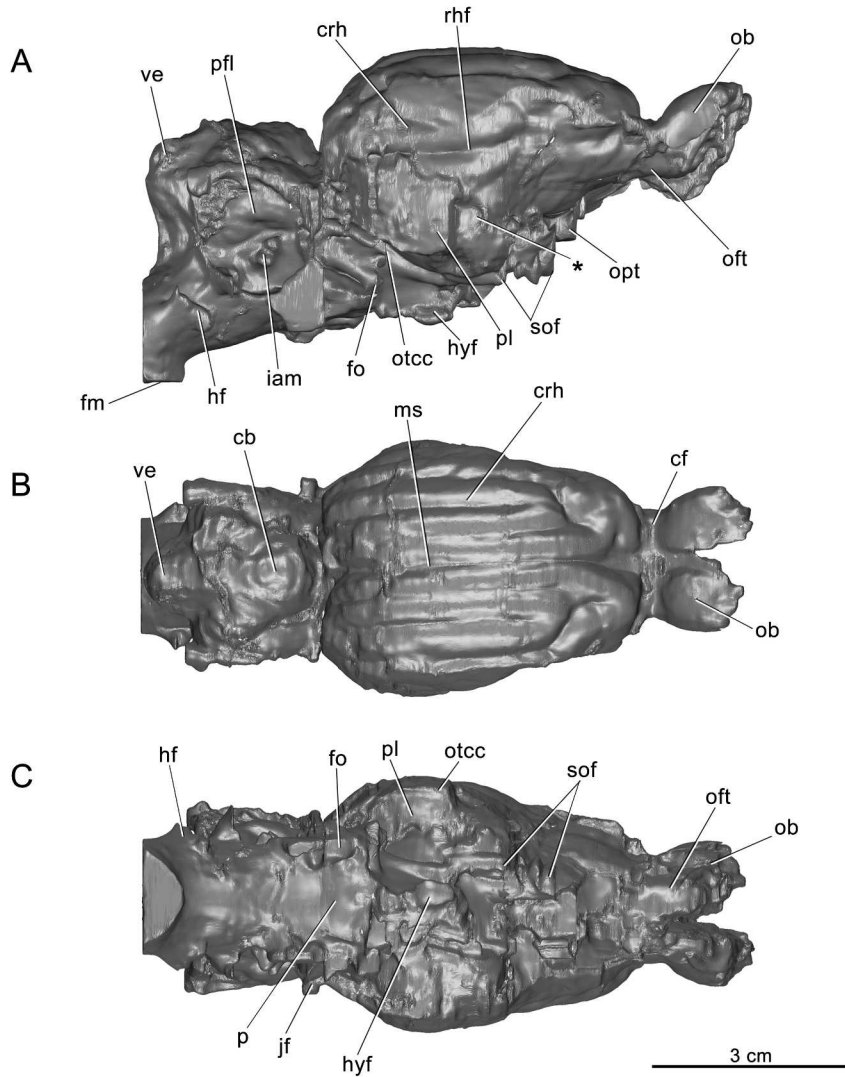 A
ve
pfl
crh
rhf
ob
fm
hf
iam
fo
otcc
hyf
pl
sof
*
opt
oft
B
ve
cb
ms
crh
cf
ob
C
hf
fo
pl
otcc
sof
oft
ob
p
jf
hyf
3 cm